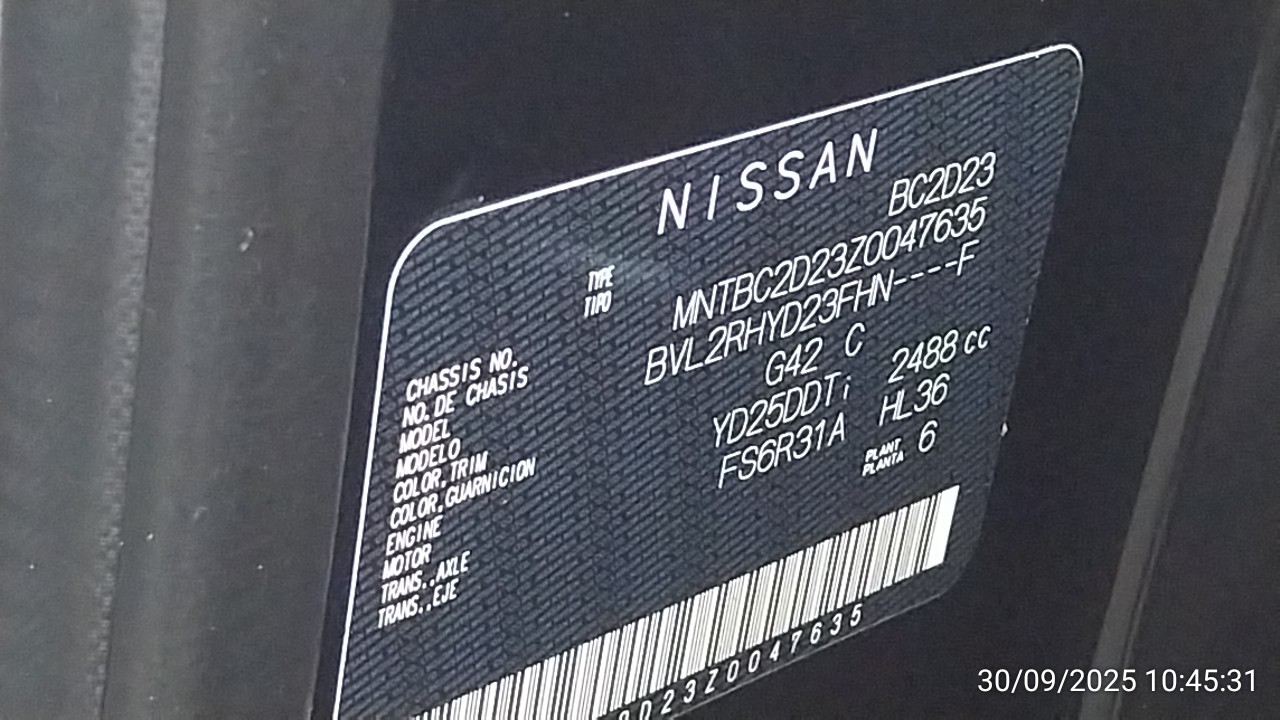 NISSAN
TYPE BC2D23
TIPO
CHASSIS NO. MNTBC2D23Z0047635
NO. DE CHASIS
MODEL BVL2RHYD23FHN----F
MODELO
COLOR,TRIM G42 C
COLOR,GUARNICION
ENGINE YD25DDTi 2488 cc
MOTOR
TRANS.,AXLE FS6R31A HL36
TRANS.,EJE
PLANT 6
PLANTA
D23Z0047635
30/09/2025 10:45:31